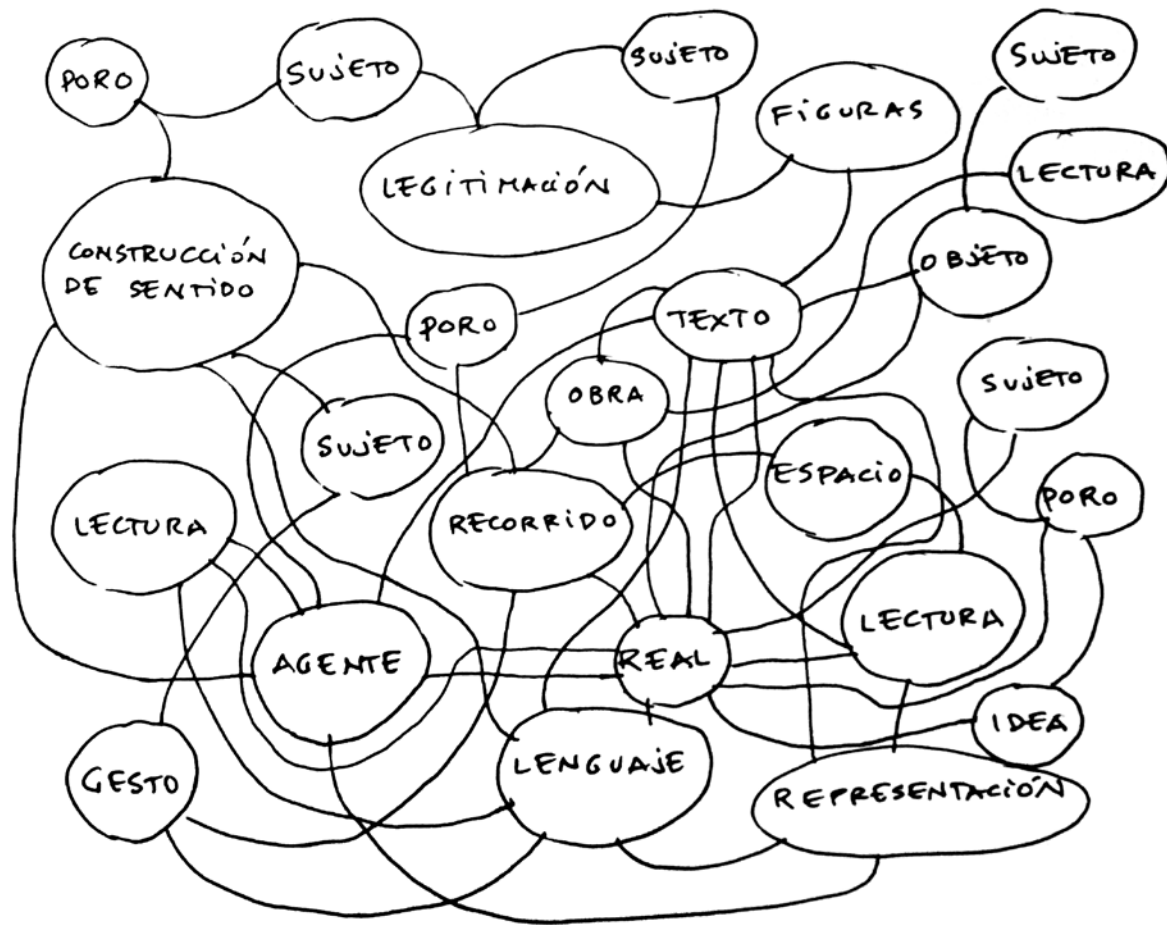 PORO
SUJETO
SUJETO
SUJETO
FIGURAS
LEGITIMACIÓN
LECTURA
CONSTRUCCIÓN
DE SENTIDO
OBJETO
PORO
TEXTO
OBRA
SUJETO
SUJETO
ESPACIO
PORO
LECTURA
RECORRIDO
LECTURA
AGENTE
REAL
IDEA
GESTO
LENGUAJE
REPRESENTACIÓN